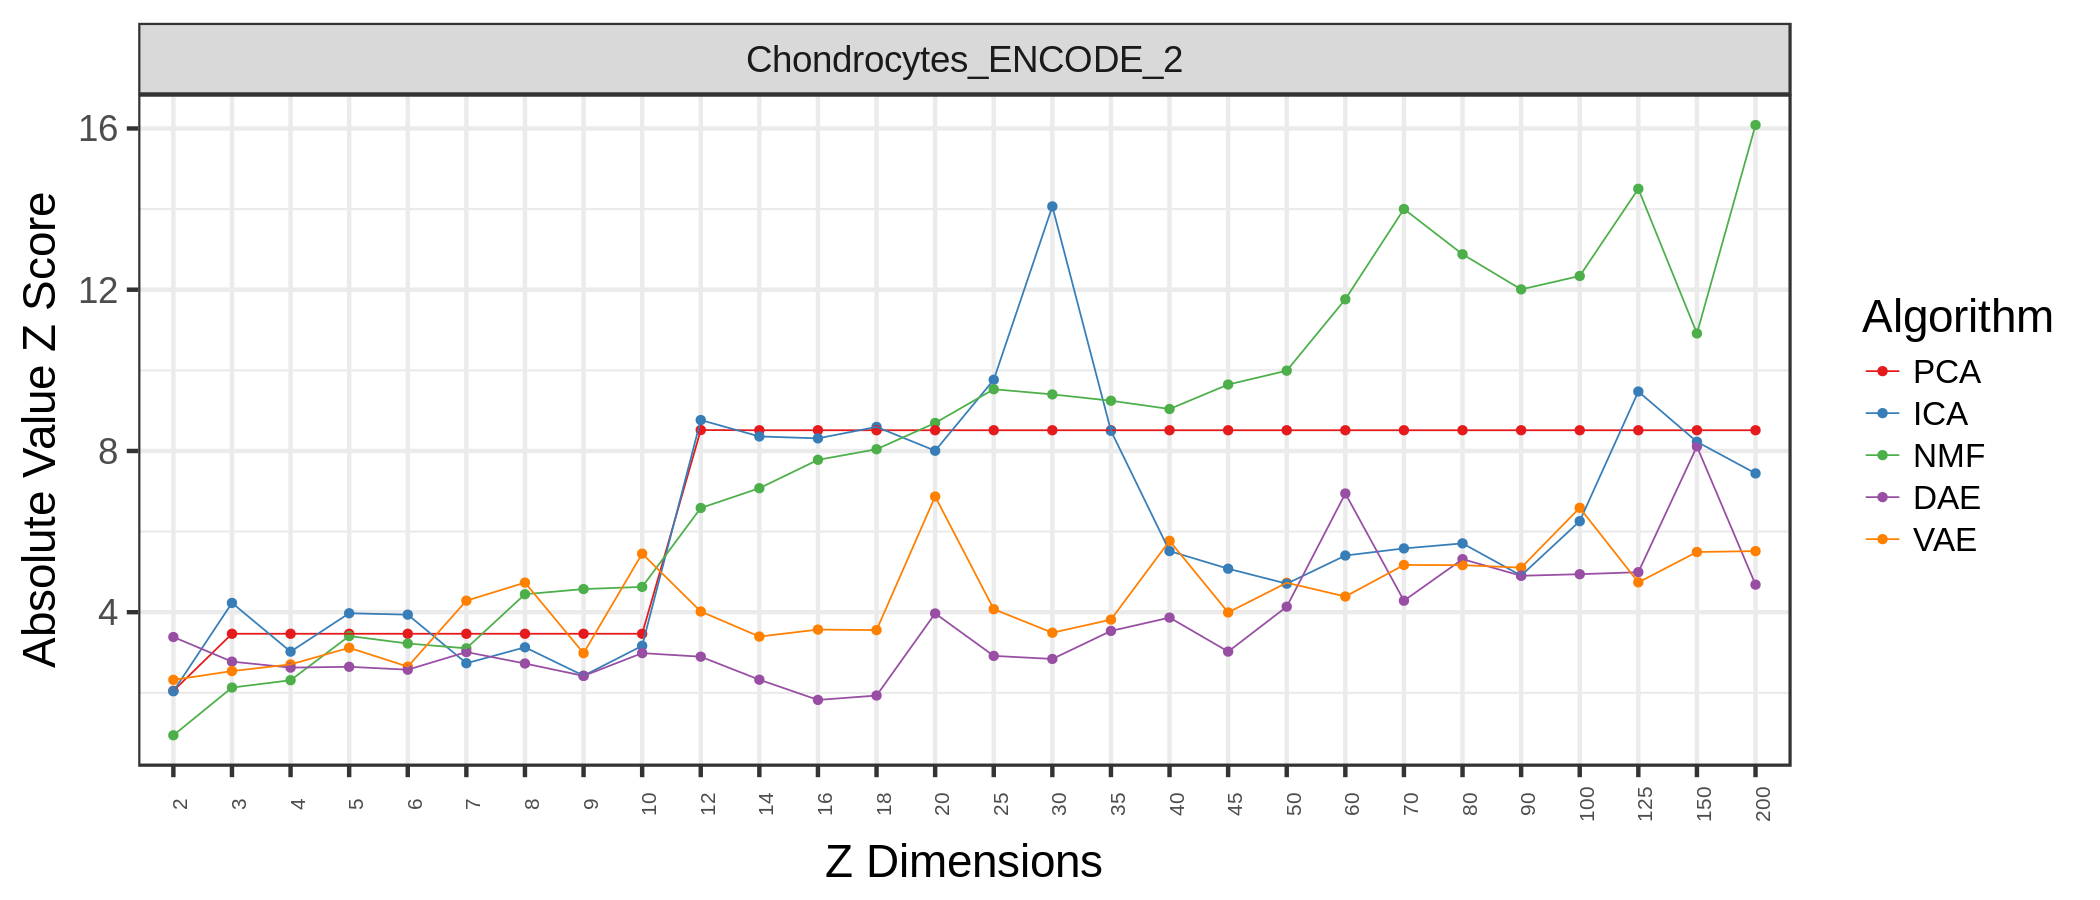 Chondrocytes_ENCODE_2
Absolute Value Z Score
16
12
8
4
2 3 4 5 6 7 8 9 10 12 14 16 18 20 25 30 35 40 45 50 60 70 80 90 100 125 150 200
Z Dimensions
Algorithm
PCA
ICA
NMF
DAE
VAE